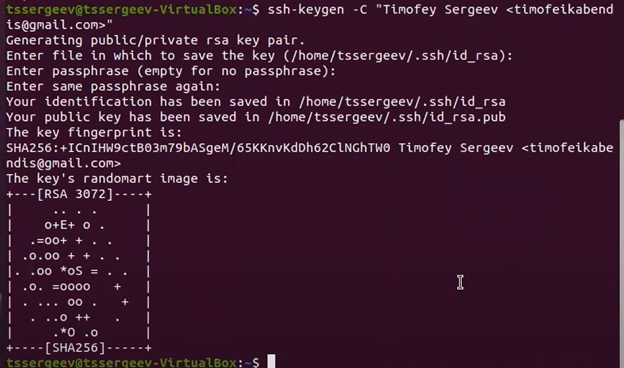 tssergeev@tssergeev-VirtualBox:~$ ssh-keygen -C "Timofey Sergeev <timofeikabend
is@gmail.com>"
Generating public/private rsa key pair.
Enter file in which to save the key (/home/tssergeev/.ssh/id_rsa):
Enter passphrase (empty for no passphrase):
Enter same passphrase again:
Your identification has been saved in /home/tssergeev/.ssh/id_rsa
Your public key has been saved in /home/tssergeev/.ssh/id_rsa.pub
The key fingerprint is:
SHA256:+ICnIHW9ctB03m79bASgeM/65KKnvKdDh62ClNGhTW0 Timofey Sergeev <timofeikabe
ndis@gmail.com>
The key's randomart image is:
+---[RSA 3072]----+
|     .. . .      |
|    o+E+ o .     |
|  .=oo+ + . .    |
| .o.oo + + . .   |
|. .oo *oS = . .  |
| .o. =oooo   +   |
| . ... oo .   +  |
|  . ..o ++   .   |
|     .*O .o      |
+----[SHA256]-----+
tssergeev@tssergeev-VirtualBox:~$